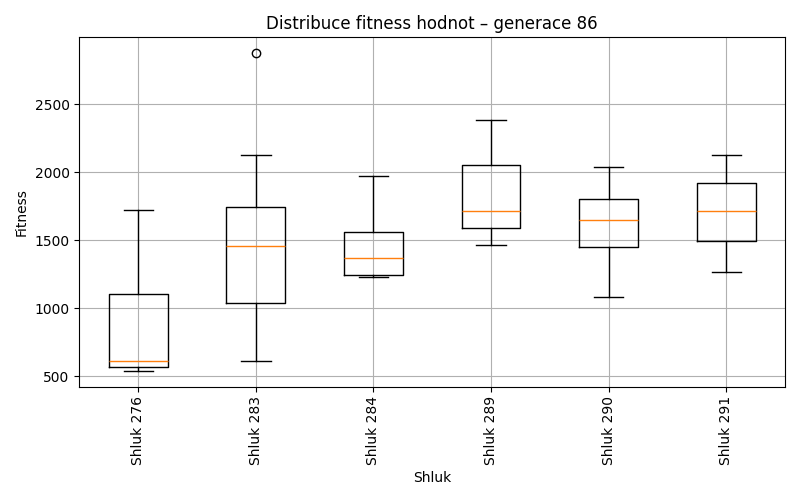 Distribuce fitness hodnot – generace 86
Fitness
2500
2000
1500
1000
500
Shluk 276
Shluk 283
Shluk 284
Shluk 289
Shluk 290
Shluk 291
Shluk